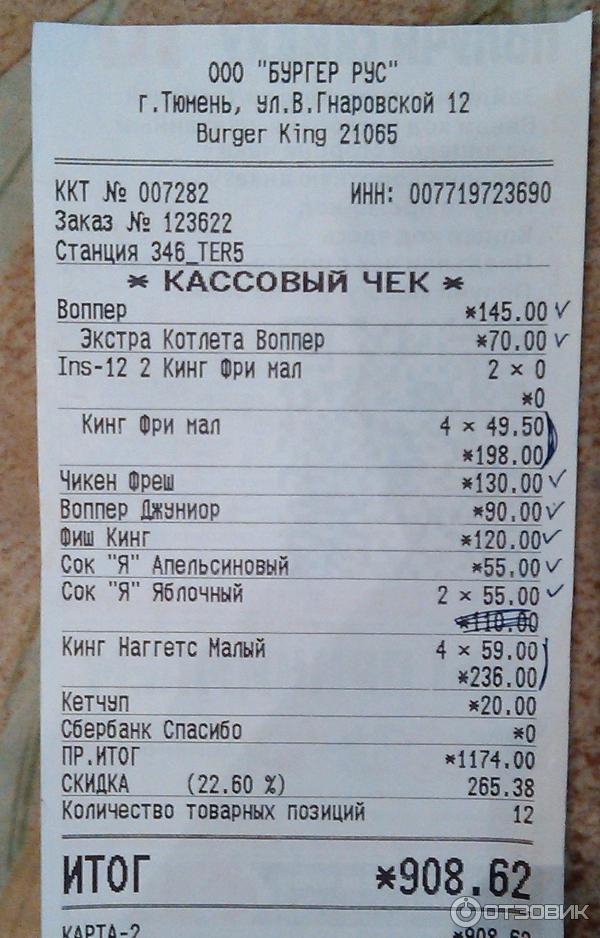 ООО "БУРГЕР РУС"
г.Тюмень, ул.В.Гнаровской 12
Burger King 21065
ККТ № 007282 ИНН: 007719723690
Заказ № 123622
Станция 346_TER5
* КАССОВЫЙ ЧЕК *
Воппер *145.00
Экстра Котлета Воппер *70.00
Ins-12 2 Кинг Фри мал 2 × 0
*0
Кинг Фри мал 4 × 49.50
*198.00
Чикен Фреш *130.00
Воппер Джуниор *90.00
Фиш Кинг *120.00
Сок "Я" Апельсиновый *55.00
Сок "Я" Яблочный 2 × 55.00
*110.00
Кинг Наггетс Малый 4 × 59.00
*236.00
Кетчуп *20.00
Сбербанк Спасибо *0
ПР.ИТОГ *1174.00
СКИДКА (22.60 %) 265.38
Количество товарных позиций 12
ИТОГ *908.62
КАРТА-2 908.62
ОТЗОВИК